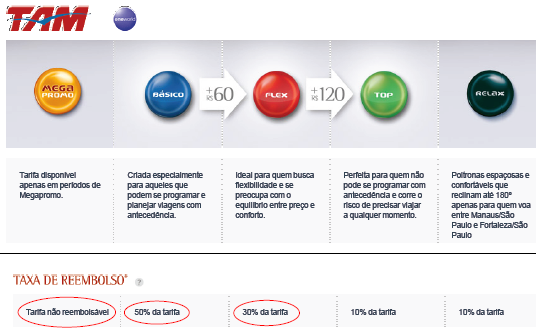 TAM
oneworld
MEGA
PROMO
BÁSICO
+
R$ 60
FLEX
+
R$ 120
TOP
RELAX
Tarifa disponível
apenas em períodos de
Megapromo.
Criada especialmente
para aqueles que
podem se programar e
planejar viagens com
antecedência.
Ideal para quem busca
flexibilidade e se
preocupa com o
equilíbrio entre preço e
conforto.
Perfeita para quem não
pode se programar com
antecedência e corre o
risco de precisar viajar
a qualquer momento.
Poltronas espaçosas e
confortáveis que
reclinam até 180°
apenas para quem voa
entre Manaus/São
Paulo e Fortaleza/São
Paulo
TAXA DE REEMBOLSO* ?
Tarifa não reembolsável
50% da tarifa
30% da tarifa
10% da tarifa
10% da tarifa